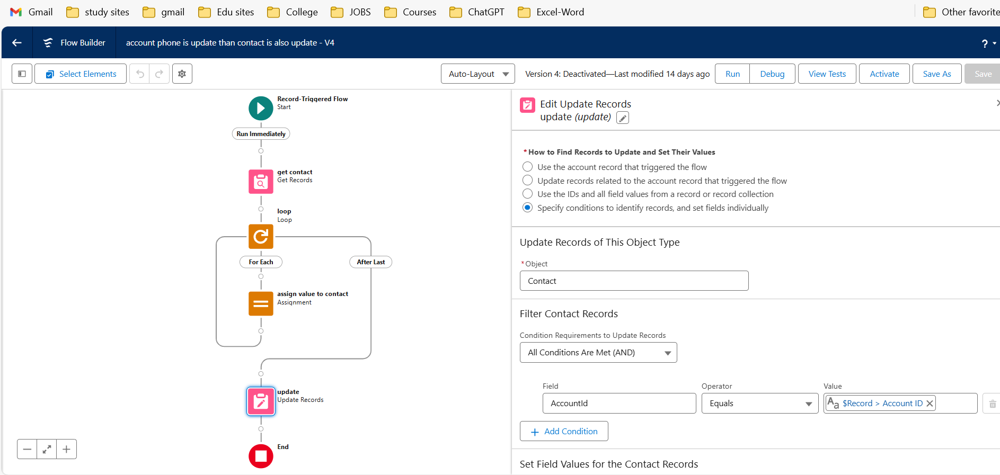 Gmail study sites gmail Edu sites College JOBS Courses ChatGPT Excel-Word Other favorite
Flow Builder account phone is update than contact is also update - V4 ?
Select Elements Auto-Layout Version 4: Deactivated—Last modified 14 days ago Run Debug View Tests Activate Save As Save
Record-Triggered Flow
Start
Run Immediately
get contact
Get Records
loop
Loop
For Each
After Last
assign value to contact
Assignment
update
Update Records
End
Edit Update Records
update (update)
*How to Find Records to Update and Set Their Values
Use the account record that triggered the flow
Update records related to the account record that triggered the flow
Use the IDs and all field values from a record or record collection
Specify conditions to identify records, and set fields individually
Update Records of This Object Type
*Object
Contact
Filter Contact Records
Condition Requirements to Update Records
All Conditions Are Met (AND)
Field Operator Value
AccountId Equals Aa $Record > Account ID
+ Add Condition
Set Field Values for the Contact Records